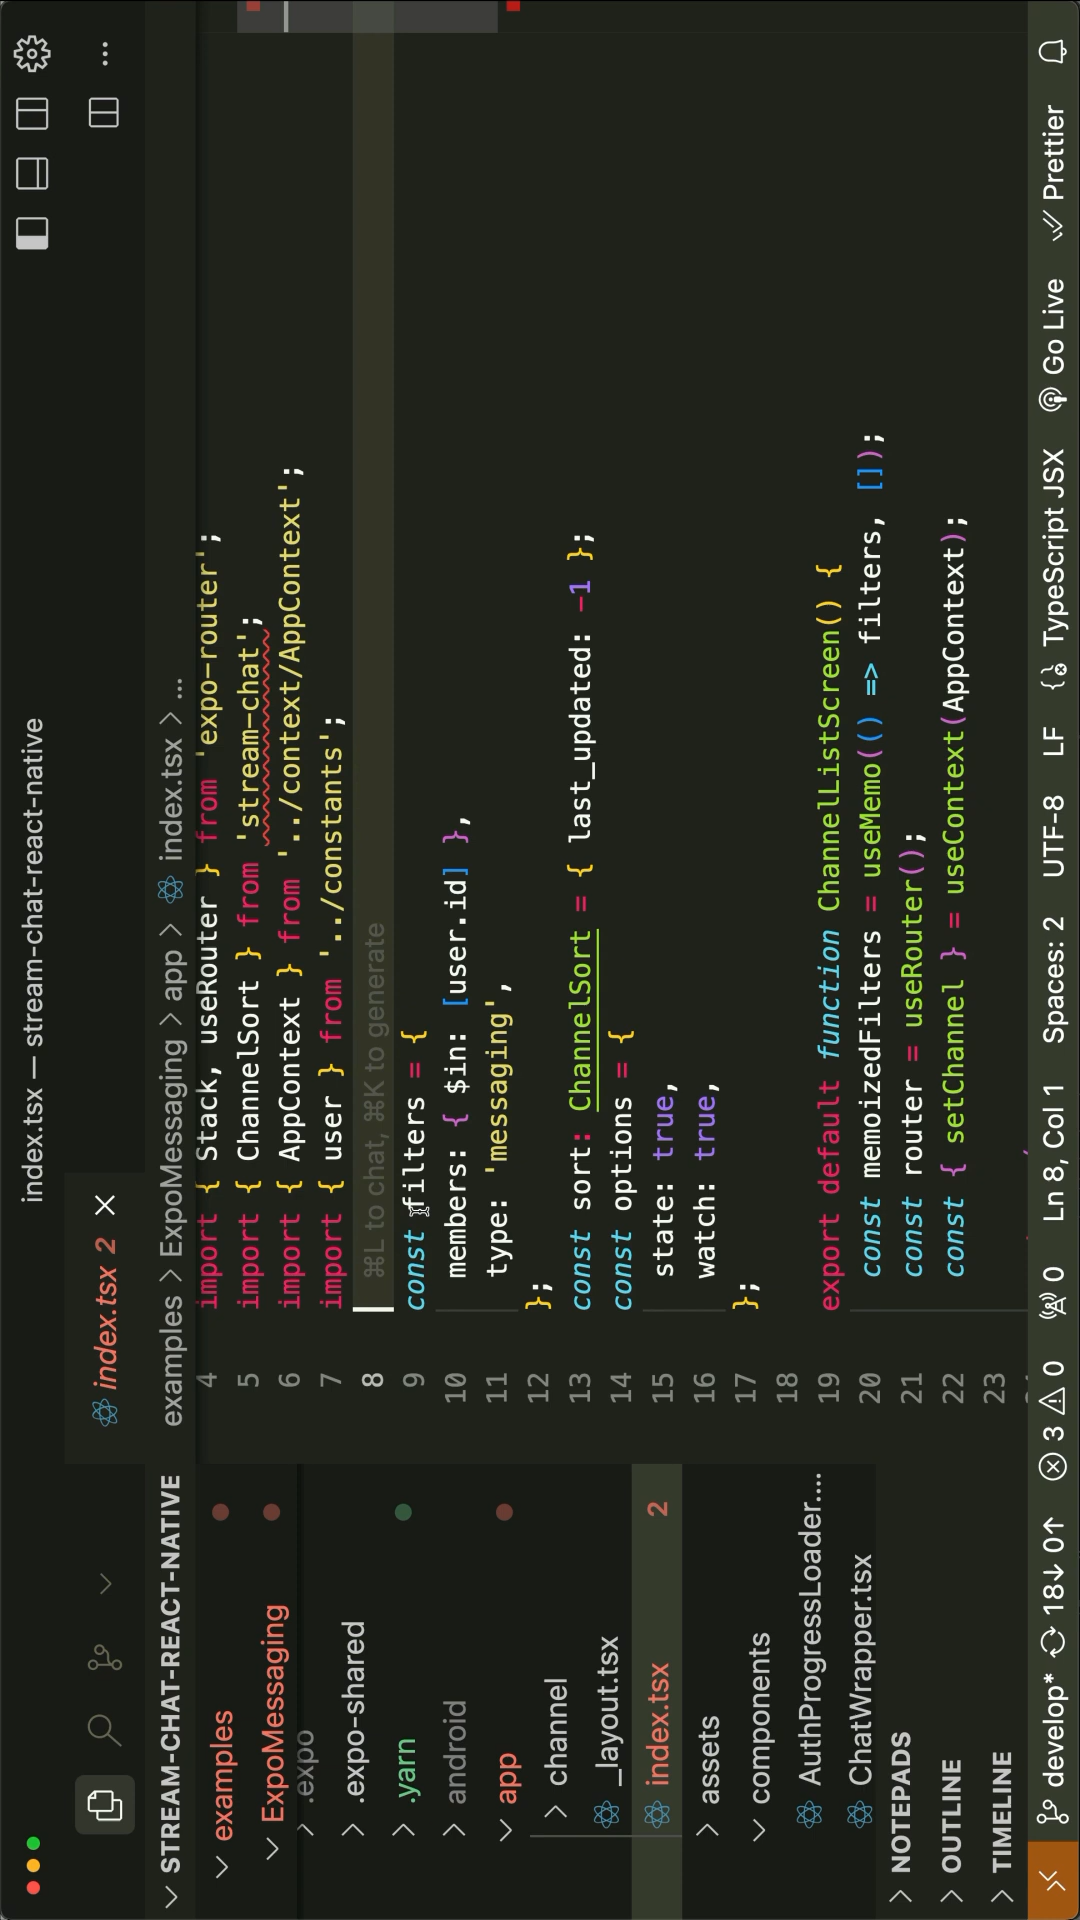 index.tsx — stream-chat-react-native
index.tsx 2
STREAM-CHAT-REACT-NATIVE
examples
ExpoMessaging
.expo
.expo-shared
.yarn
android
app
channel
_layout.tsx
index.tsx 2
assets
components
AuthProgressLoader....
ChatWrapper.tsx
NOTEPADS
OUTLINE
TIMELINE
examples > ExpoMessaging > app > index.tsx > ...
4 import { Stack, useRouter } from 'expo-router';
5 import { ChannelSort } from 'stream-chat';
6 import { AppContext } from '../context/AppContext';
7 import { user } from '../constants';
8 ⌘L to chat, ⌘K to generate
9 const filters = {
10 members: { $in: [user.id] },
11 type: 'messaging',
12 };
13 const sort: ChannelSort = { last_updated: -1 };
14 const options = {
15 state: true,
16 watch: true,
17 };
18
19 export default function ChannelListScreen() {
20 const memoizedFilters = useMemo(() => filters, []);
21 const router = useRouter();
22 const { setChannel } = useContext(AppContext);
23
develop* 18↓ 0↑ 3 0 0 Ln 8, Col 1 Spaces: 2 UTF-8 LF TypeScript JSX Go Live Prettier